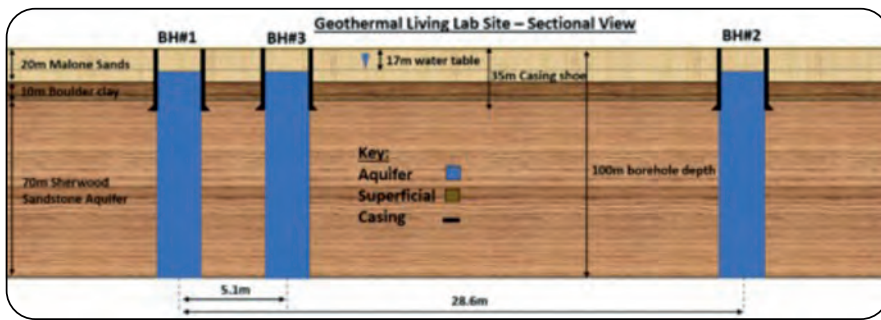 Geothermal Living Lab Site – Sectional View
BH#1
BH#3
BH#2
20m Malone Sands
17m water table
35m Casing shoe
10m Boulder clay
Key:
Aquifer
Superficial
Casing
70m Sherwood
Sandstone Aquifer
100m borehole depth
5.1m
28.6m